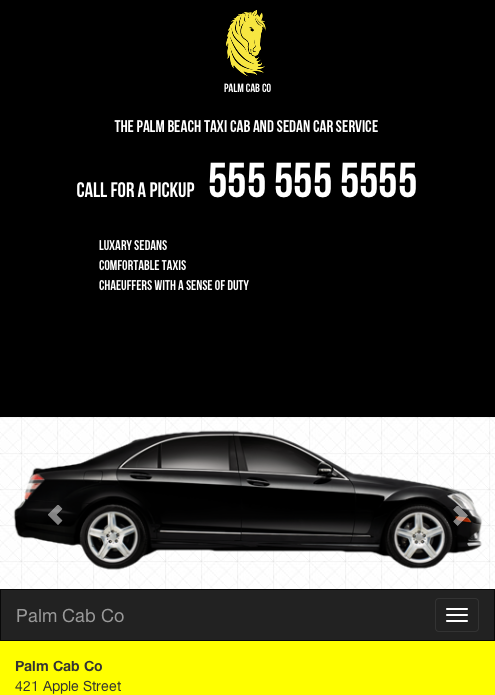 PALM CAB CO
THE PALM BEACH TAXI CAB AND SEDAN CAR SERVICE
CALL FOR A PICKUP 555 555 5555
LUXARY SEDANS
COMFORTABLE TAXIS
CHAEUFFERS WITH A SENSE OF DUTY
Palm Cab Co
Palm Cab Co
421 Apple Street